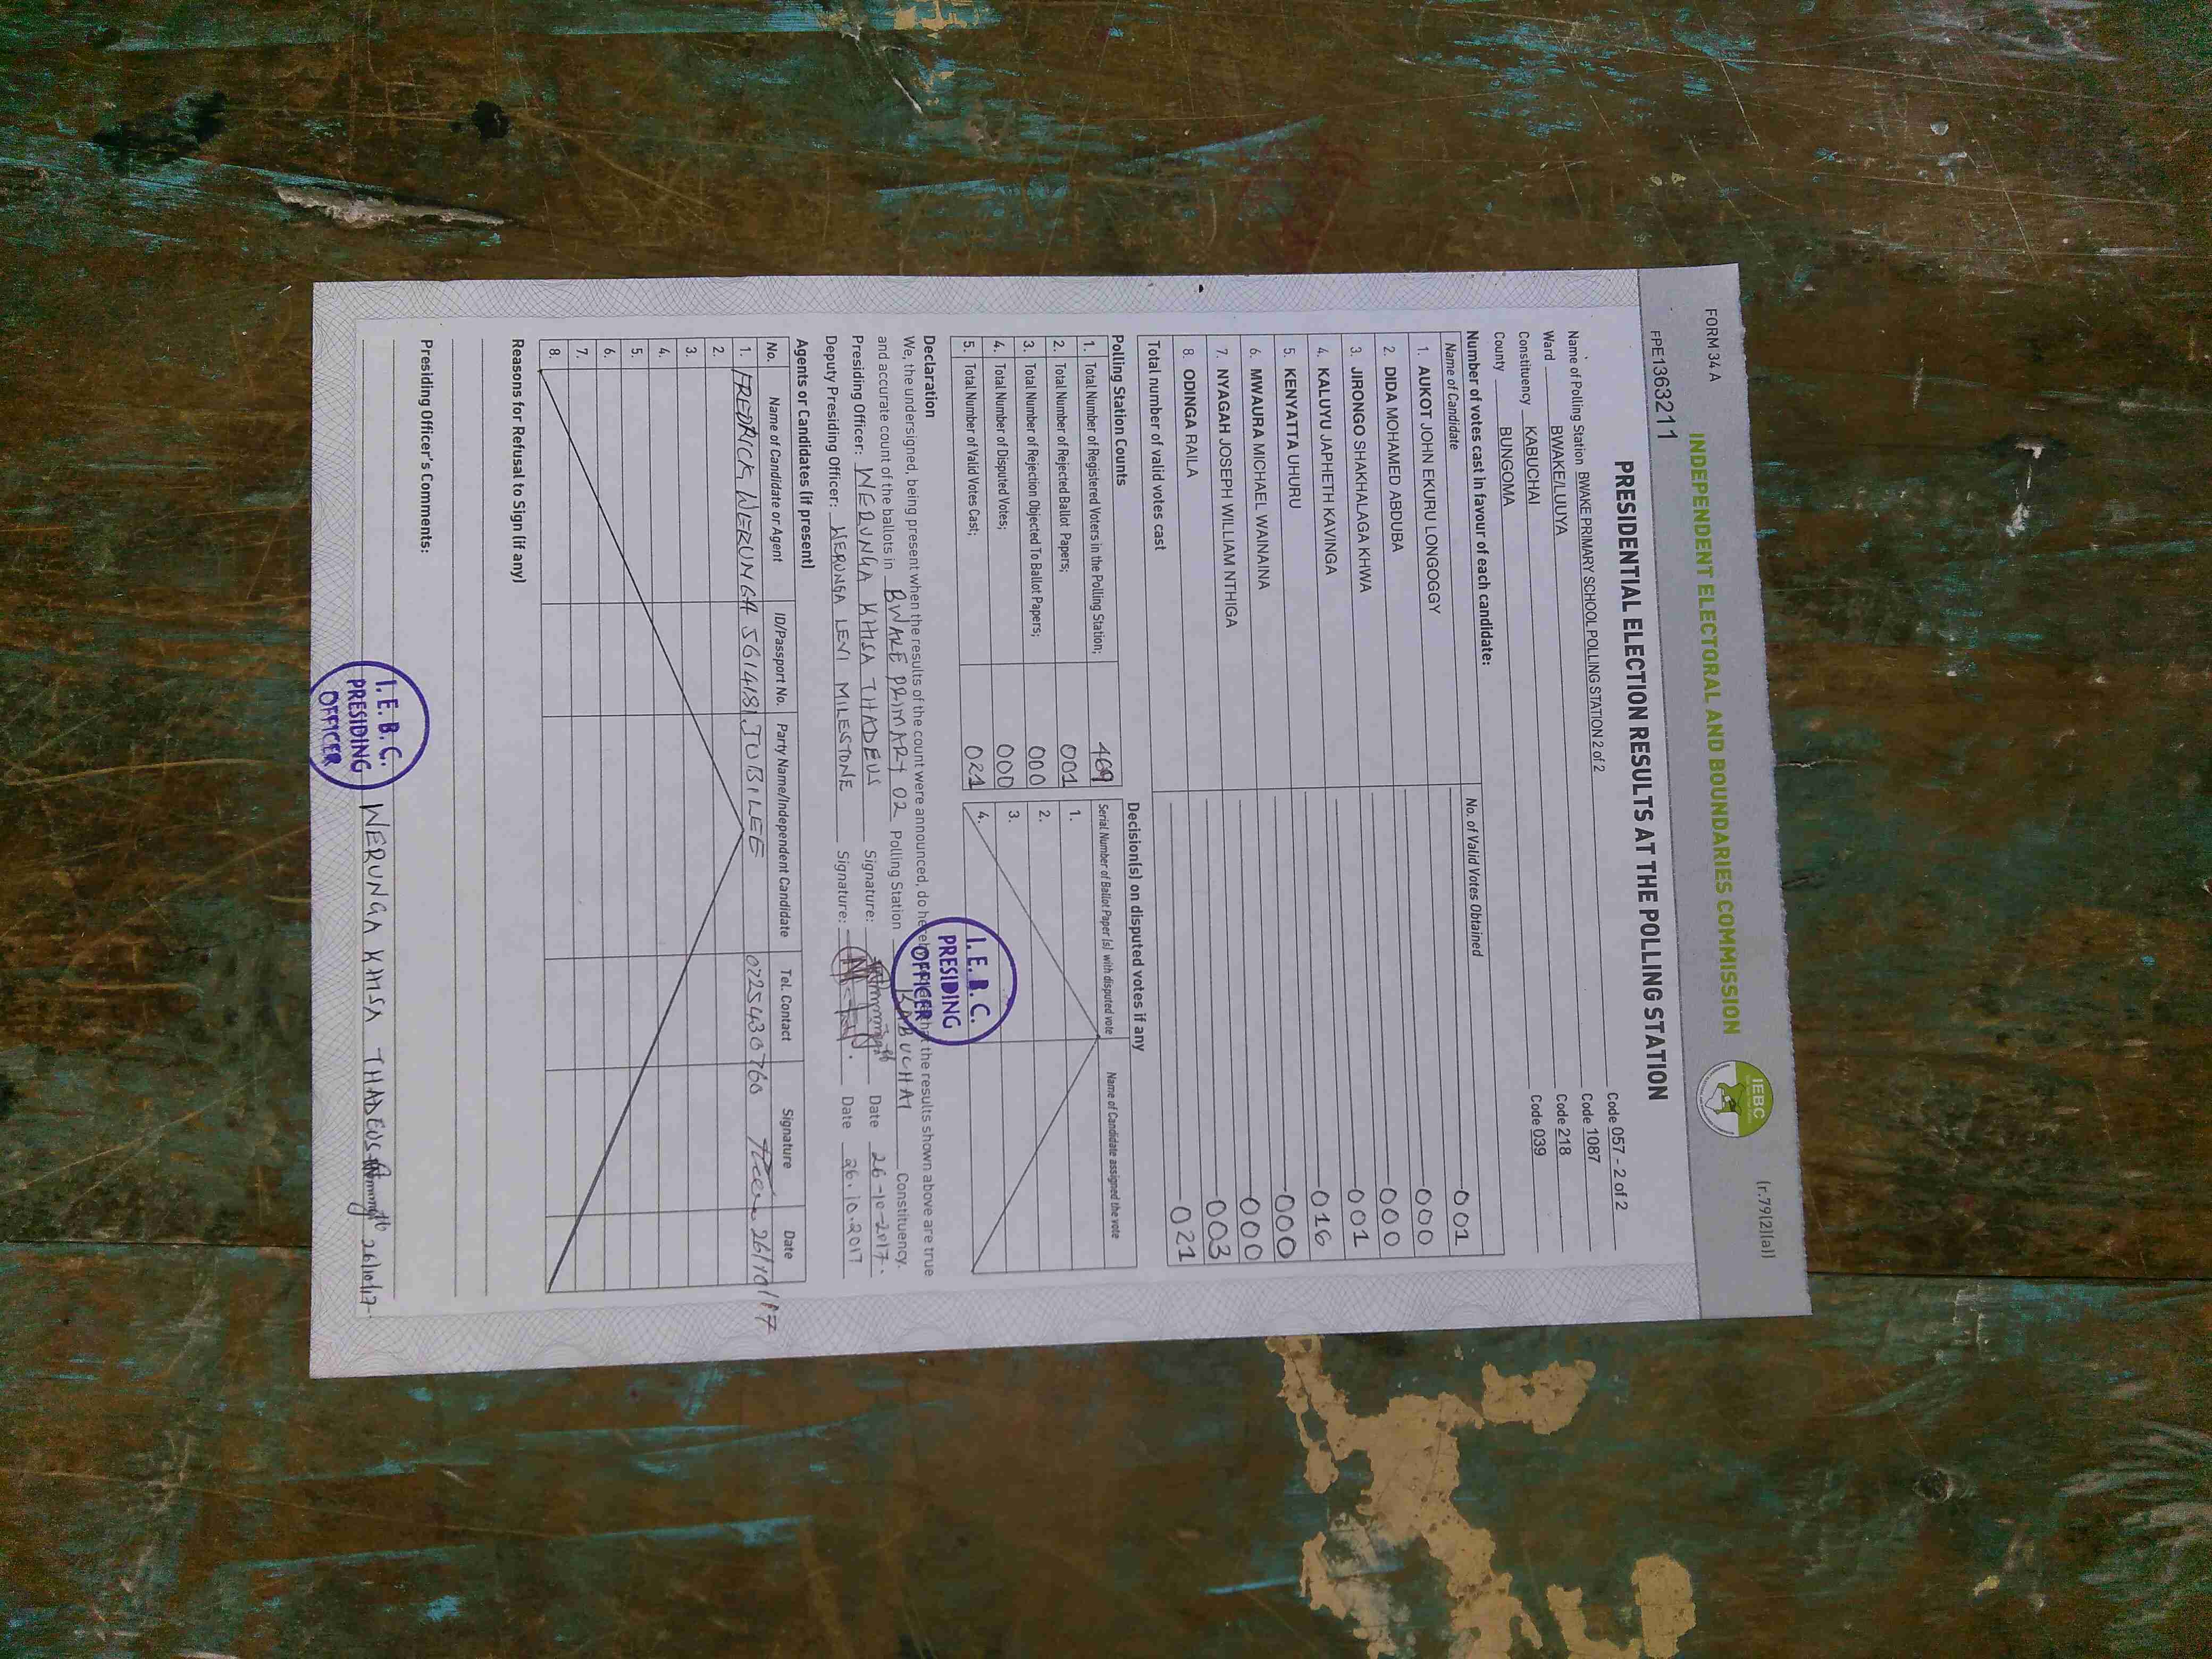 FORM 34 A
(r.79(2)(a))
INDEPENDENT ELECTORAL AND BOUNDARIES COMMISSION
IEBC
FPE1363211
PRESIDENTIAL ELECTION RESULTS AT THE POLLING STATION
Name of Polling Station BWAKE PRIMARY SCHOOL POLLING STATION 2 of 2 Code 057 - 2 of 2
Ward BWAKE/LUUYA Code 1087
Constituency KABUCHAI Code 218
County BUNGOMA Code 039
Number of votes cast in favour of each candidate:
Name of Candidate No. of Valid Votes Obtained
1. AUKOT JOHN EKURU LONGOGGY 001
2. DIDA MOHAMED ABDUBA 000
3. JIRONGO SHAKHALAGA KHWA 000
4. KALUYU JAPHETH KAVINGA 001
5. KENYATTA UHURU 016
6. MWAURA MICHAEL WAINAINA 000
7. NYAGAH JOSEPH WILLIAM NTHIGA 000
8. ODINGA RAILA 003
Total number of valid votes cast 021
Polling Station Counts
1. Total Number of Registered Voters in the Polling Station; 469
2. Total Number of Rejected Ballot Papers; 001
3. Total Number of Rejection Objected To Ballot Papers; 000
4. Total Number of Disputed Votes; 000
5. Total Number of Valid Votes Cast; 021
Decision(s) on disputed votes if any
Serial Number of Ballot Paper (s) with disputed vote Name of Candidate assigned the vote
1.
2.
3.
4.
I.E.B.C.
PRESIDING
OFFICER
Declaration
We, the undersigned, being present when the results of the count were announced, do hereby declare that the results shown above are true
and accurate count of the ballots in BWAKE PRIMARY 02 Polling Station KABUCHAI Constituency.
Presiding Officer: WERUNGA KHISA THADEUS Signature: Date 26-10-2017.
Deputy Presiding Officer: WERUNGA LEVI MILESTONE Signature: Date 26.10.2017
Agents or Candidates (if present)
No. Name of Candidate or Agent ID/Passport No. Party Name/Independent Candidate Tel. Contact Signature Date
1. FREDRICK WERUNGA 5614181 JUBILEE 0725430760 26/10/17
2.
3.
4.
5.
6.
7.
8.
Reasons for Refusal to Sign (if any)
Presiding Officer's Comments:
I.E.B.C.
PRESIDING
OFFICER
WERUNGA KHISA THADEUS 26/10/17